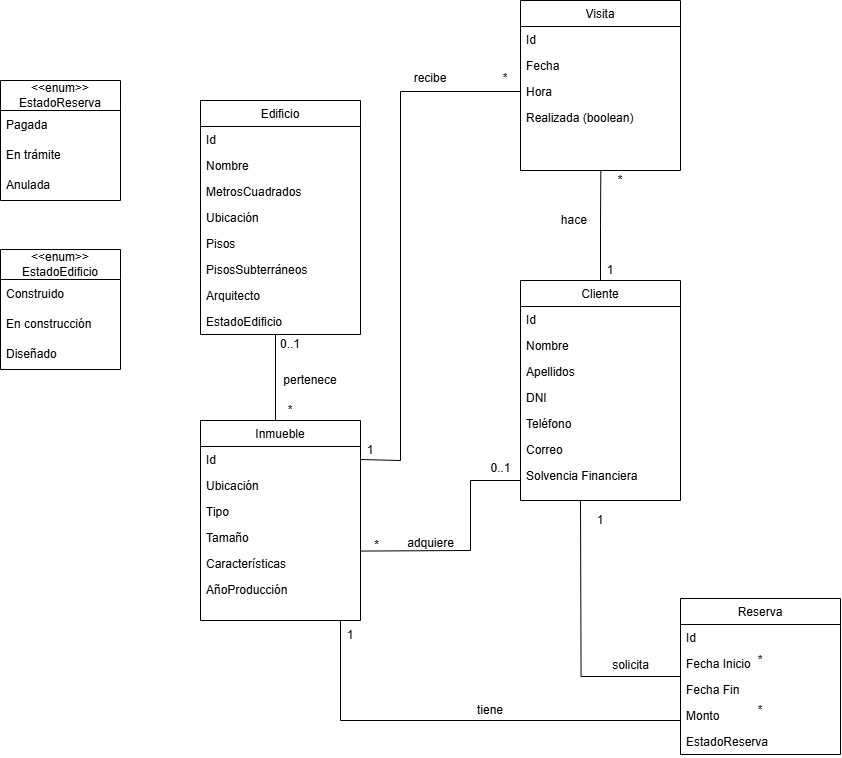 Visita
Id
Fecha
Hora
Realizada (boolean)
recibe
*
<<enum>>
EstadoReserva
Pagada
En trámite
Anulada
Edificio
Id
Nombre
MetrosCuadrados
Ubicación
Pisos
PisosSubterráneos
Arquitecto
EstadoEdificio
*
hace
1
<<enum>>
EstadoEdificio
Construido
En construcción
Diseñado
Cliente
Id
Nombre
Apellidos
DNI
Teléfono
Correo
Solvencia Financiera
0..1
pertenece
*
Inmueble
Id
Ubicación
Tipo
Tamaño
Características
AñoProducción
1
0..1
* adquiere
1
1
solicita
tiene
Reserva
Id
Fecha Inicio *
Fecha Fin
Monto *
EstadoReserva